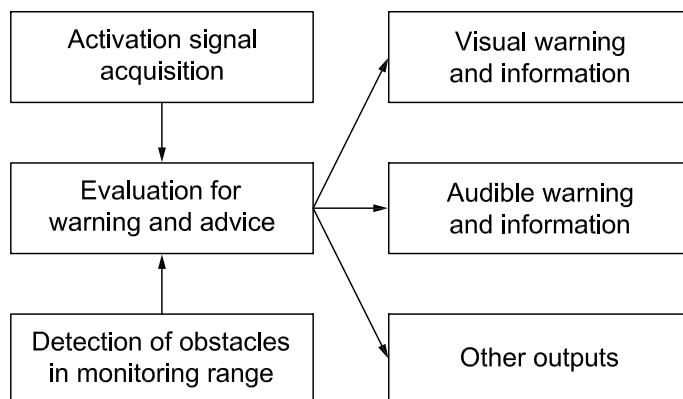 Activation signal
acquisition
Visual warning
and information
Evaluation for
warning and advice
Audible warning
and information
Detection of obstacles
in monitoring range
Other outputs